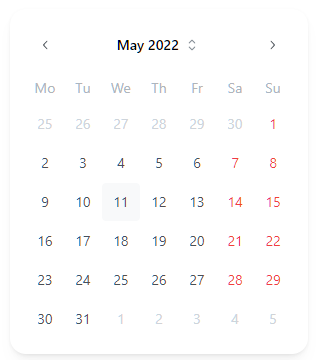 May 2022
Mo Tu We Th Fr Sa Su
25 26 27 28 29 30 1
2 3 4 5 6 7 8
9 10 11 12 13 14 15
16 17 18 19 20 21 22
23 24 25 26 27 28 29
30 31 1 2 3 4 5